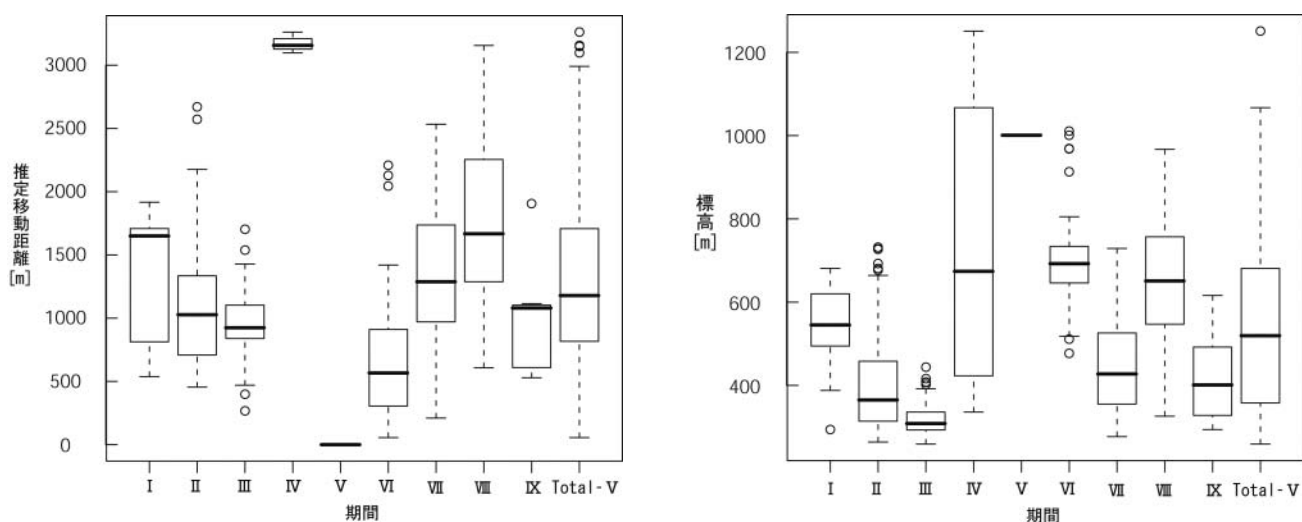 推定移動距離
[m]
3000
2500
2000
1500
1000
500
0
Ⅰ Ⅱ Ⅲ Ⅳ Ⅴ Ⅵ Ⅶ Ⅷ Ⅸ Total-Ⅴ
期間
標高
[m]
1200
1000
800
600
400
Ⅰ Ⅱ Ⅲ Ⅳ Ⅴ Ⅵ Ⅶ Ⅷ Ⅸ Total-Ⅴ
期間